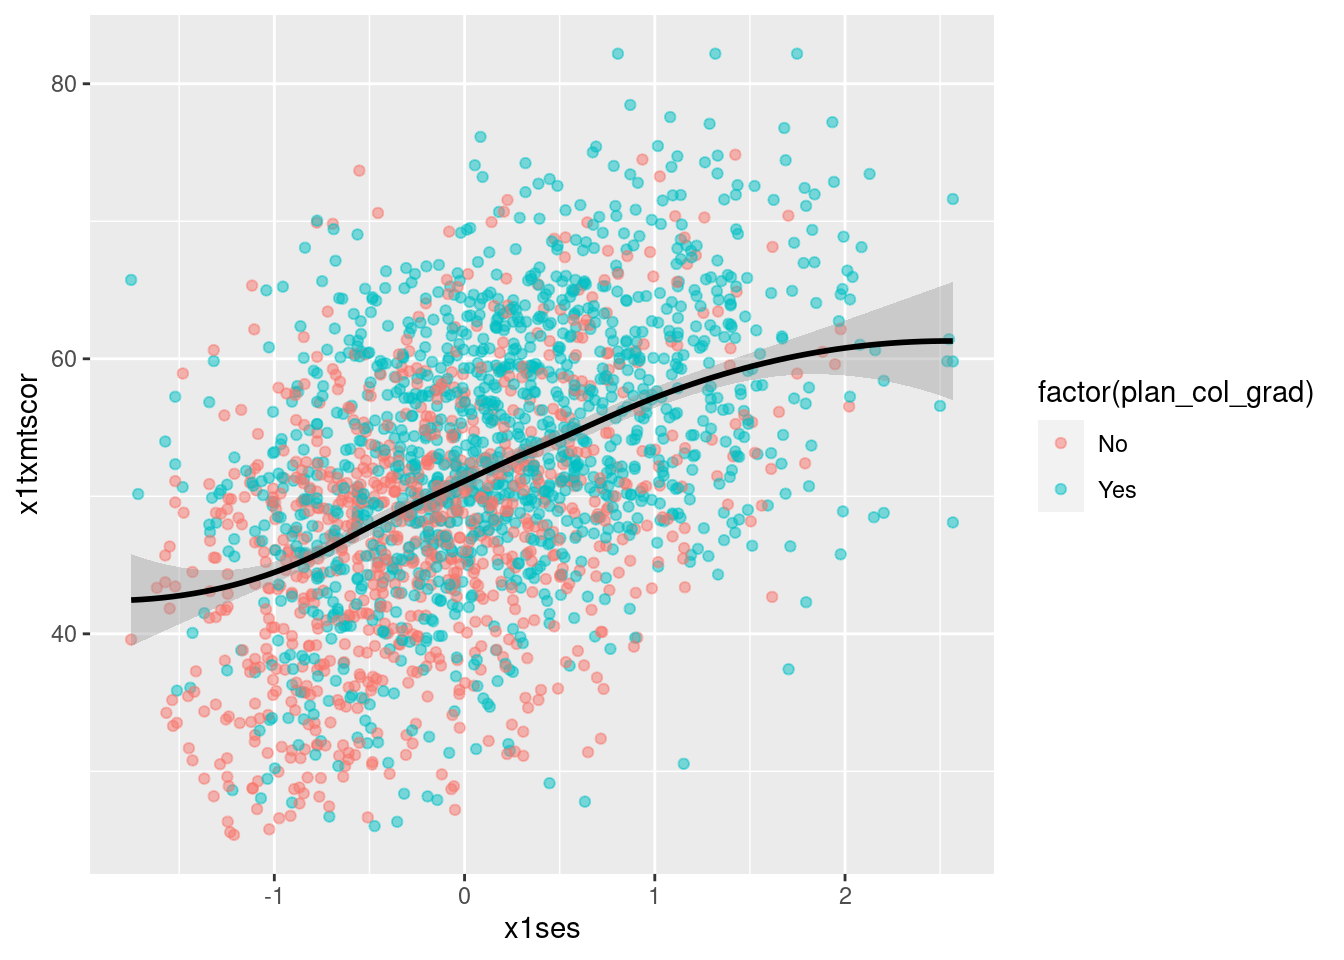 80
60
40
x1txmtscor
-1
0
1
2
x1ses
factor(plan_col_grad)
No
Yes